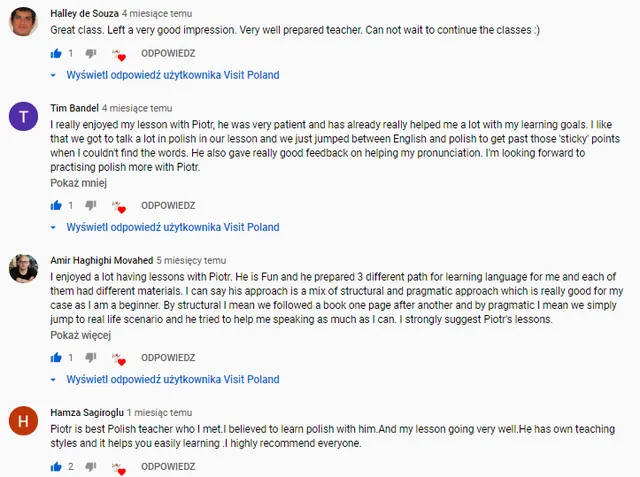 Halley de Souza 4 miesiące temu
Great class. Left a very good impression. Very well prepared teacher. Can not wait to continue the classes :)
1 ODPOWIEDZ
Wyświetl odpowiedź użytkownika Visit Poland
T
Tim Bandel 4 miesiące temu
I really enjoyed my lesson with Piotr, he was very patient and has already really helped me a lot with my learning goals. I like
that we got to talk a lot in polish in our lesson and we just jumped between English and polish to get past those 'sticky' points
when I couldn't find the words. He also gave really good feedback on helping my pronunciation. I'm looking forward to
practising polish more with Piotr.
Pokaż mniej
1 ODPOWIEDZ
Wyświetl odpowiedź użytkownika Visit Poland
Amir Haghighi Movahed 5 miesięcy temu
I enjoyed a lot having lessons with Piotr. He is Fun and he prepared 3 different path for learning language for me and each of
them had different materials. I can say his approach is a mix of structural and pragmatic approach which is really good for my
case as I am a beginner. By structural I mean we followed a book one page after another and by pragmatic I mean we simply
jump to real life scenario and he tried to help me speaking as much as I can. I strongly suggest Piotr's lessons.
Pokaż więcej
1 ODPOWIEDZ
Wyświetl odpowiedź użytkownika Visit Poland
H
Hamza Sagiroglu 1 miesiąc temu
Piotr is best Polish teacher who I met.I believed to learn polish with him.And my lesson going very well.He has own teaching
styles and it helps you easily learning .I highly recommend everyone.
2 ODPOWIEDZ